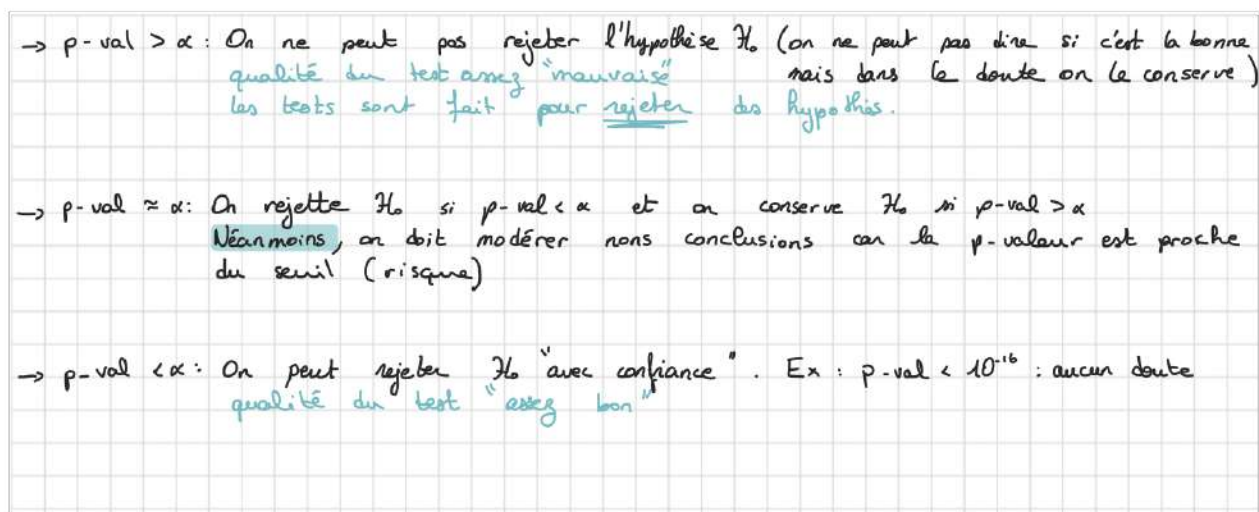 → p-val > α : On ne peut pas rejeter l'hypothèse H₀ (on ne peut pas dire si c'est la bonne
qualité du test assez "mauvaise" mais dans le doute on le conserve)
les tests sont fait pour rejeter des hypothès.
→ p-val ≈ α : On rejette H₀ si p-val < α et on conserve H₀ si p-val > α
Néanmoins, on doit modérer nons conclusions car la p-valeur est proche
du seuil (risque)
→ p-val < α : On peut rejeter H₀ "avec confiance". Ex : p-val < 10⁻¹⁶ : aucun doute
qualité du test "assez bon"